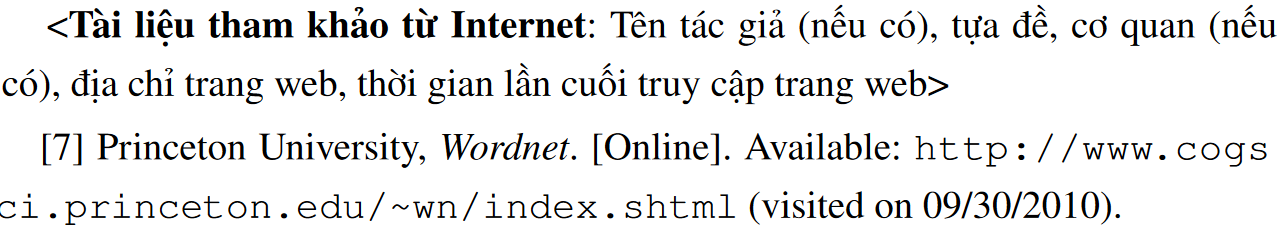 <Tài liệu tham khảo từ Internet: Tên tác giả (nếu có), tựa đề, cơ quan (nếu
có), địa chỉ trang web, thời gian lần cuối truy cập trang web>
[7] Princeton University, Wordnet. [Online]. Available: http://www.cogs
ci.princeton.edu/~wn/index.shtml (visited on 09/30/2010).